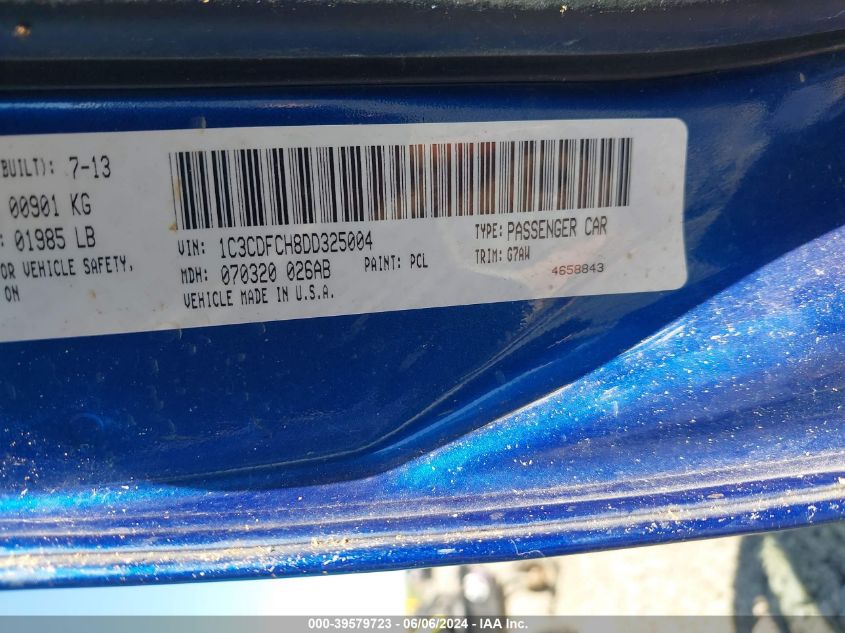 BUILT): 7-13
00901 KG
01985 LB
OR VEHICLE SAFETY,
ON
VIN: 1C3CDFCH8DD325004
TYPE: PASSENGER CAR
MDH: 070320 026AB
PAINT: PCL
TRIM: G7AW
VEHICLE MADE IN U.S.A.
4658843
000-39579723 - 06/06/2024 - IAA Inc.